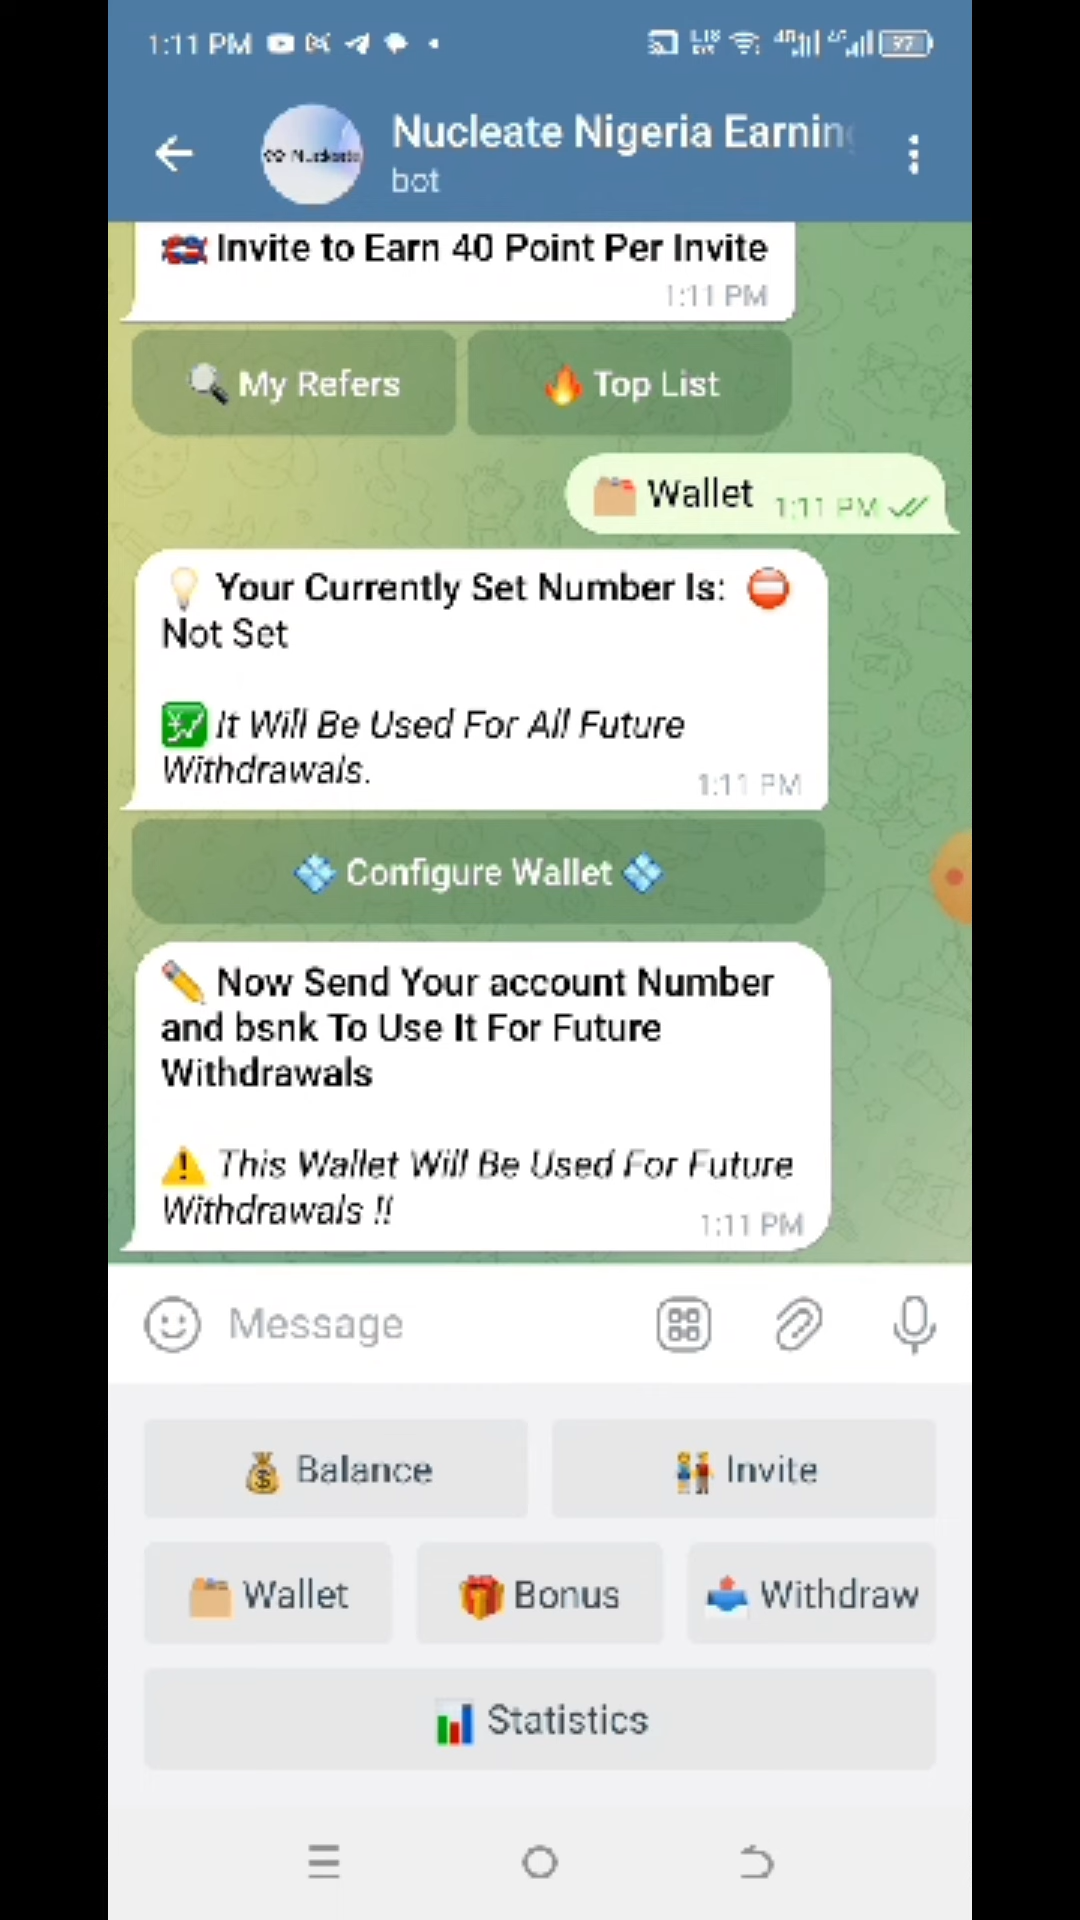 1:11 PM
97
Nucleate Nigeria Earnin
bot
Invite to Earn 40 Point Per Invite
1:11 PM
My Refers
Top List
Wallet 1:11 PM
Your Currently Set Number Is:
Not Set
It Will Be Used For All Future
Withdrawals.
1:11 PM
Configure Wallet
Now Send Your account Number
and bsnk To Use It For Future
Withdrawals
This Wallet Will Be Used For Future
Withdrawals !!
1:11 PM
Message
Balance
Invite
Wallet
Bonus
Withdraw
Statistics